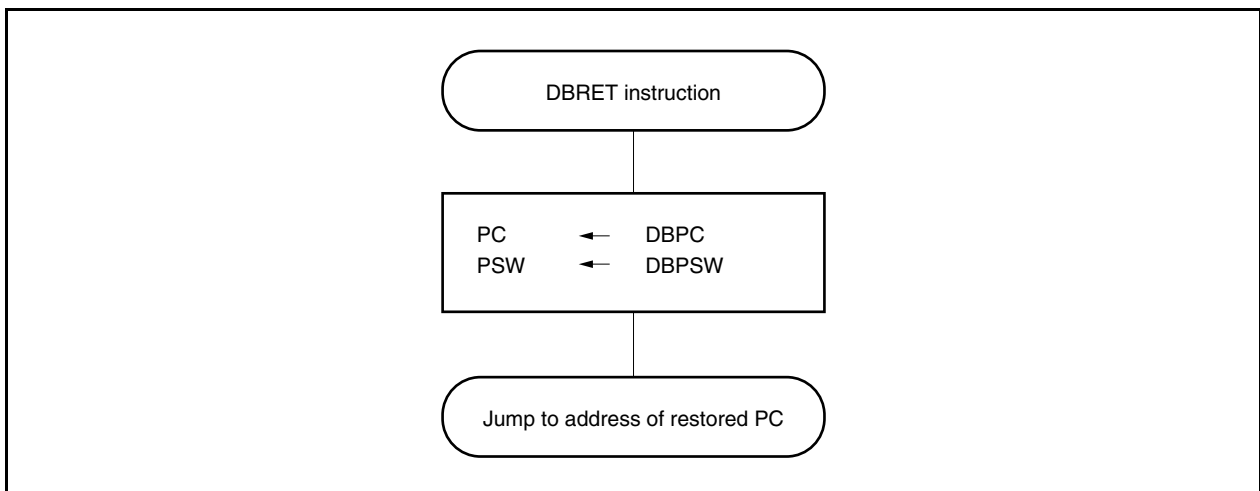 DBRET instruction
PC ← DBPC
PSW ← DBPSW
Jump to address of restored PC